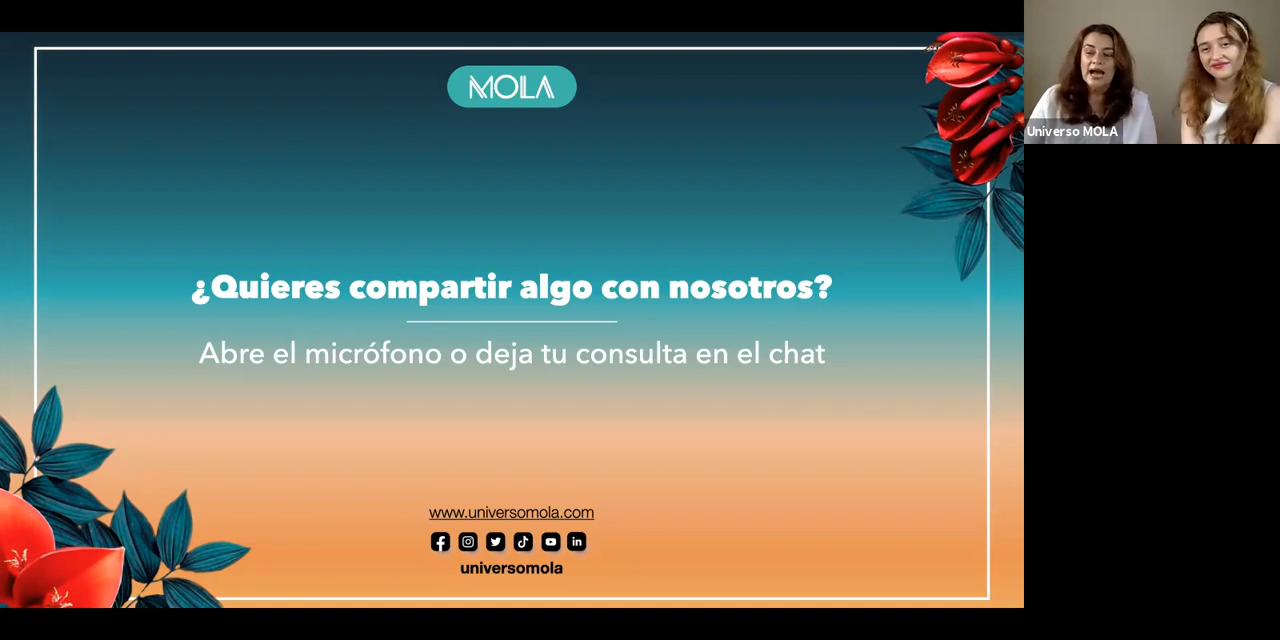 MOLA
Universo MOLA
¿Quieres compartir algo con nosotros?
Abre el micrófono o deja tu consulta en el chat
www.universomola.com
universomola